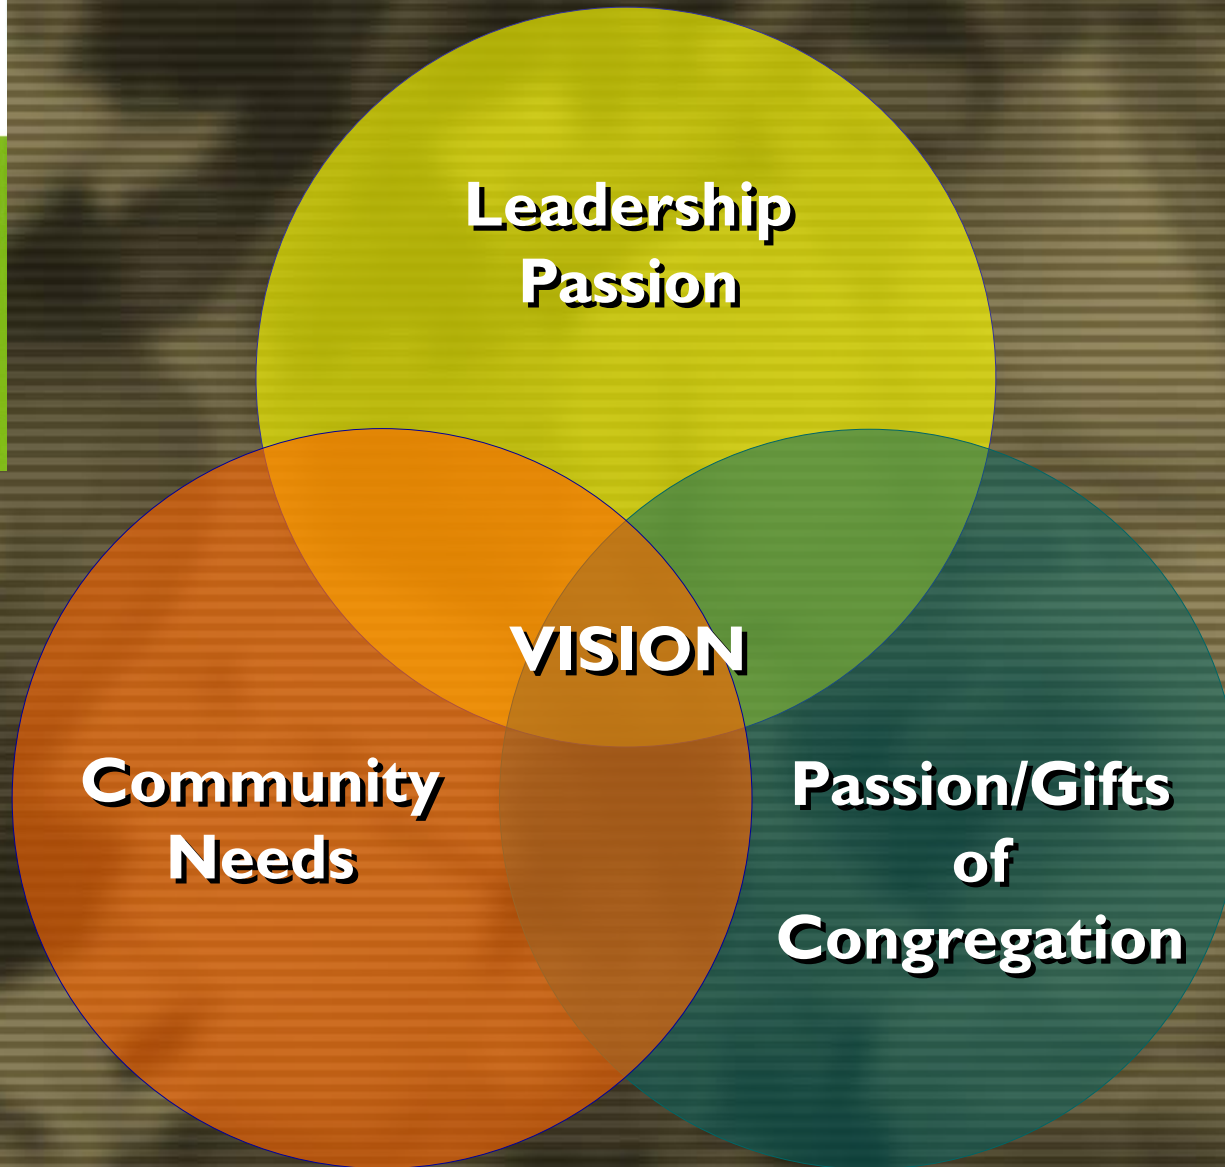 Leadership
Passion
VISION
Community
Needs
Passion/Gifts
of
Congregation